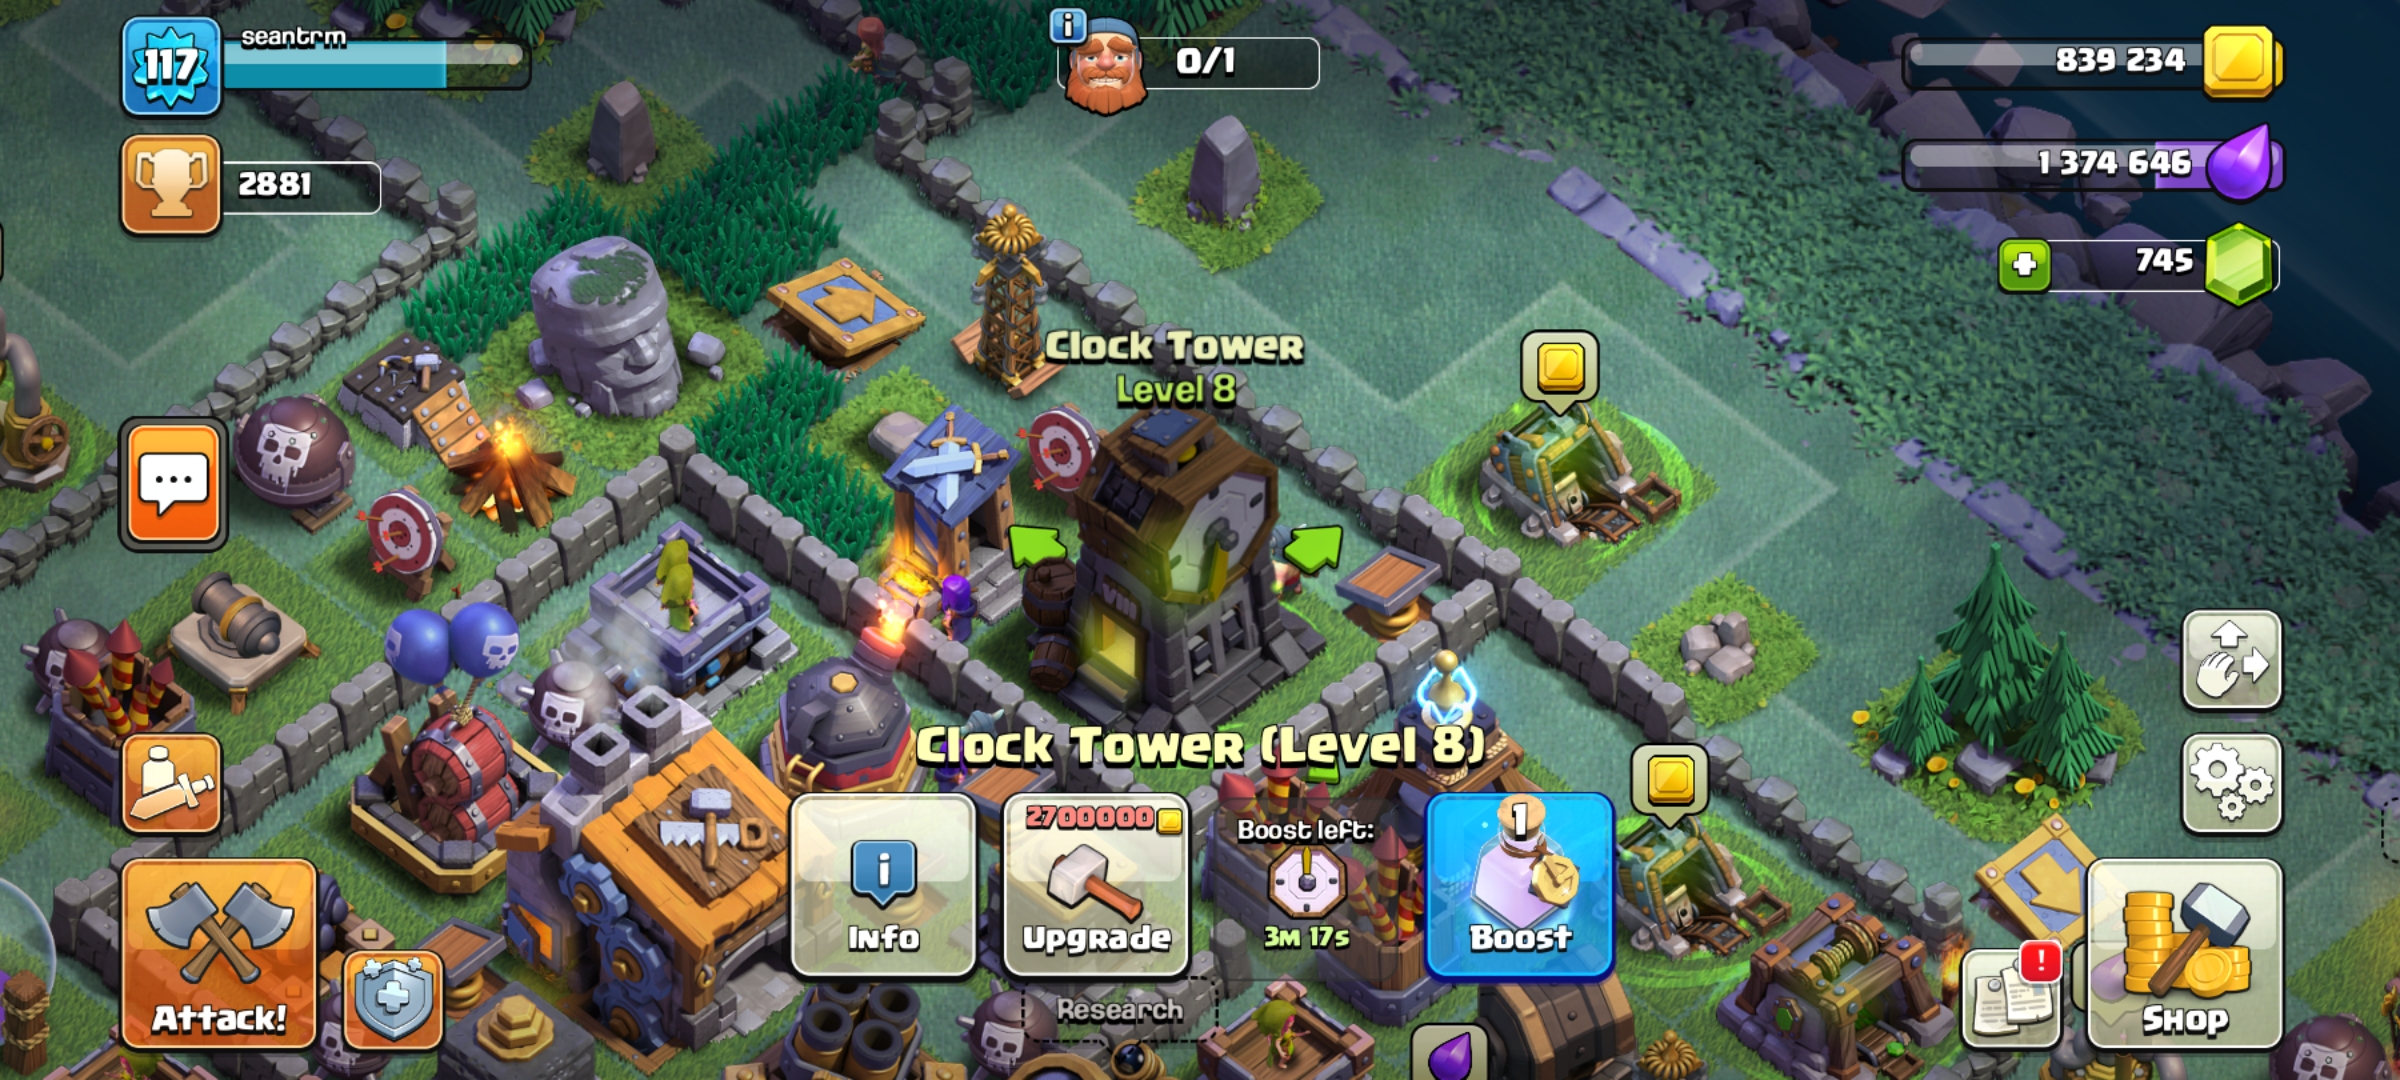 117
seantrm
0/1
839 234
2881
1 374 646
745
Clock Tower
Level 8
VIII
Clock Tower (Level 8)
2700000
Boost left:
1
Info
Upgrade
3M 17s
Boost
!
Research
Attack!
Shop